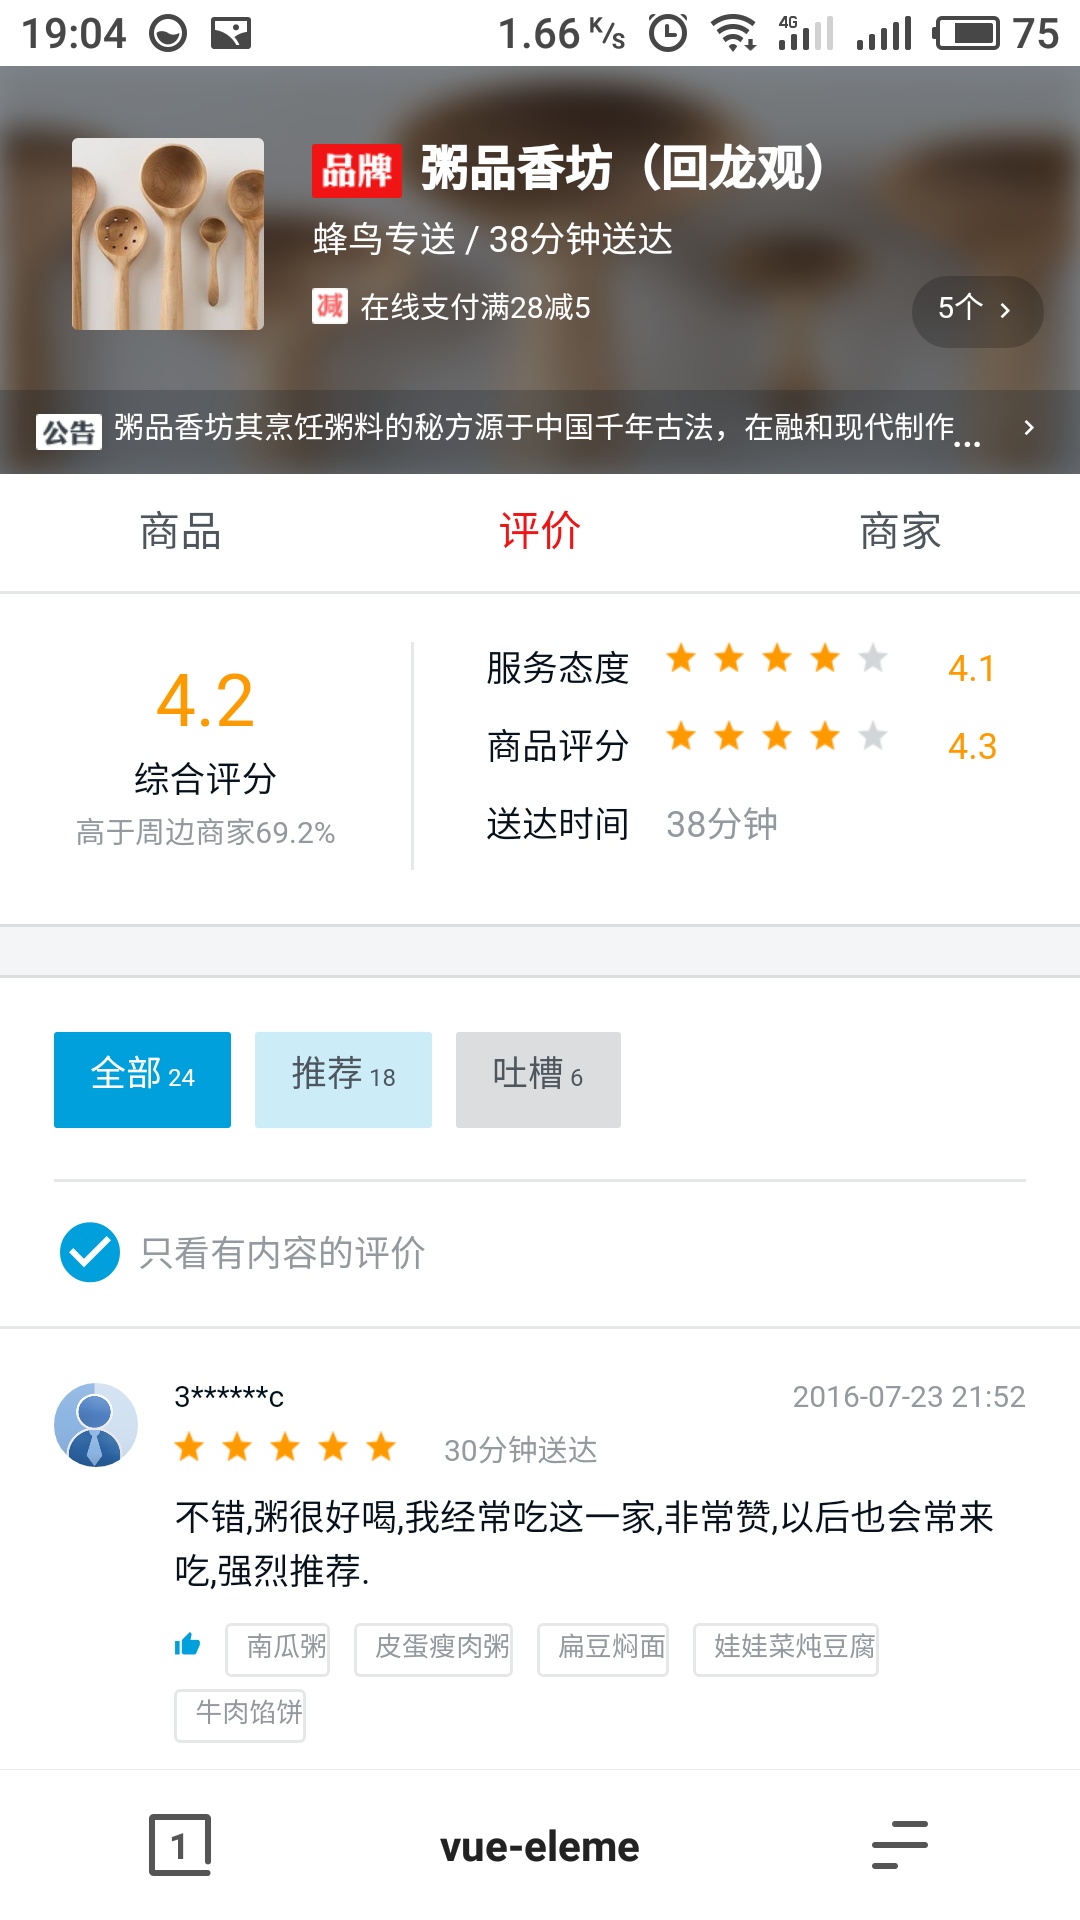 19:04 1.66 K/s 4G 75
品牌 粥品香坊（回龙观）
蜂鸟专送 / 38分钟送达
减 在线支付满28减5
5个
公告 粥品香坊其烹饪粥料的秘方源于中国千年古法，在融和现代制作...
商品 评价 商家
4.2
综合评分
高于周边商家69.2%
服务态度 4.1
商品评分 4.3
送达时间 38分钟
全部 24 推荐 18 吐槽 6
只看有内容的评价
3******c 2016-07-23 21:52
30分钟送达
不错,粥很好喝,我经常吃这一家,非常赞,以后也会常来
吃,强烈推荐.
南瓜粥 皮蛋瘦肉粥 扁豆焖面 娃娃菜炖豆腐
牛肉馅饼
1 vue-eleme